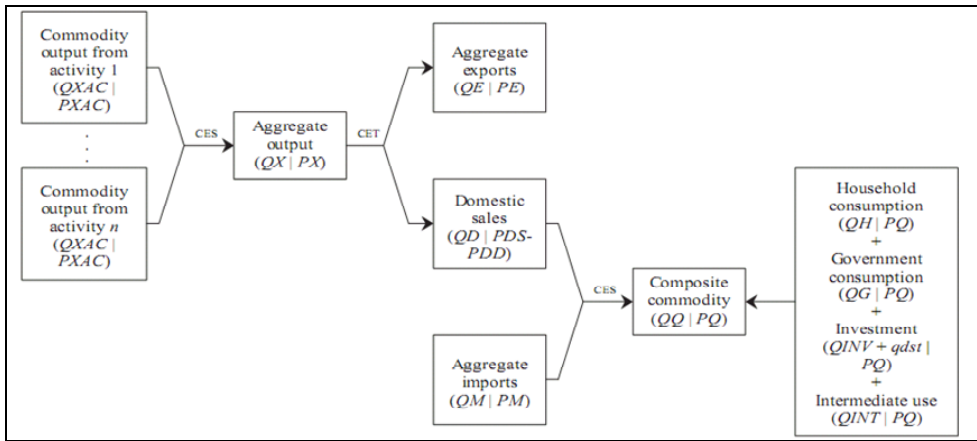 Commodity
output from
activity 1
(QXAC |
PXAC)
.
.
.
Commodity
output from
activity n
(QXAC |
PXAC)
CES
Aggregate
output
(QX | PX)
CET
Aggregate
exports
(QE | PE)
Domestic
sales
(QD | PDS-
PDD)
Aggregate
imports
(QM | PM)
CES
Composite
commodity
(QQ | PQ)
Household
consumption
(QH | PQ)
+
Government
consumption
(QG | PQ)
+
Investment
(QINV + qdst |
PQ)
+
Intermediate use
(QINT | PQ)